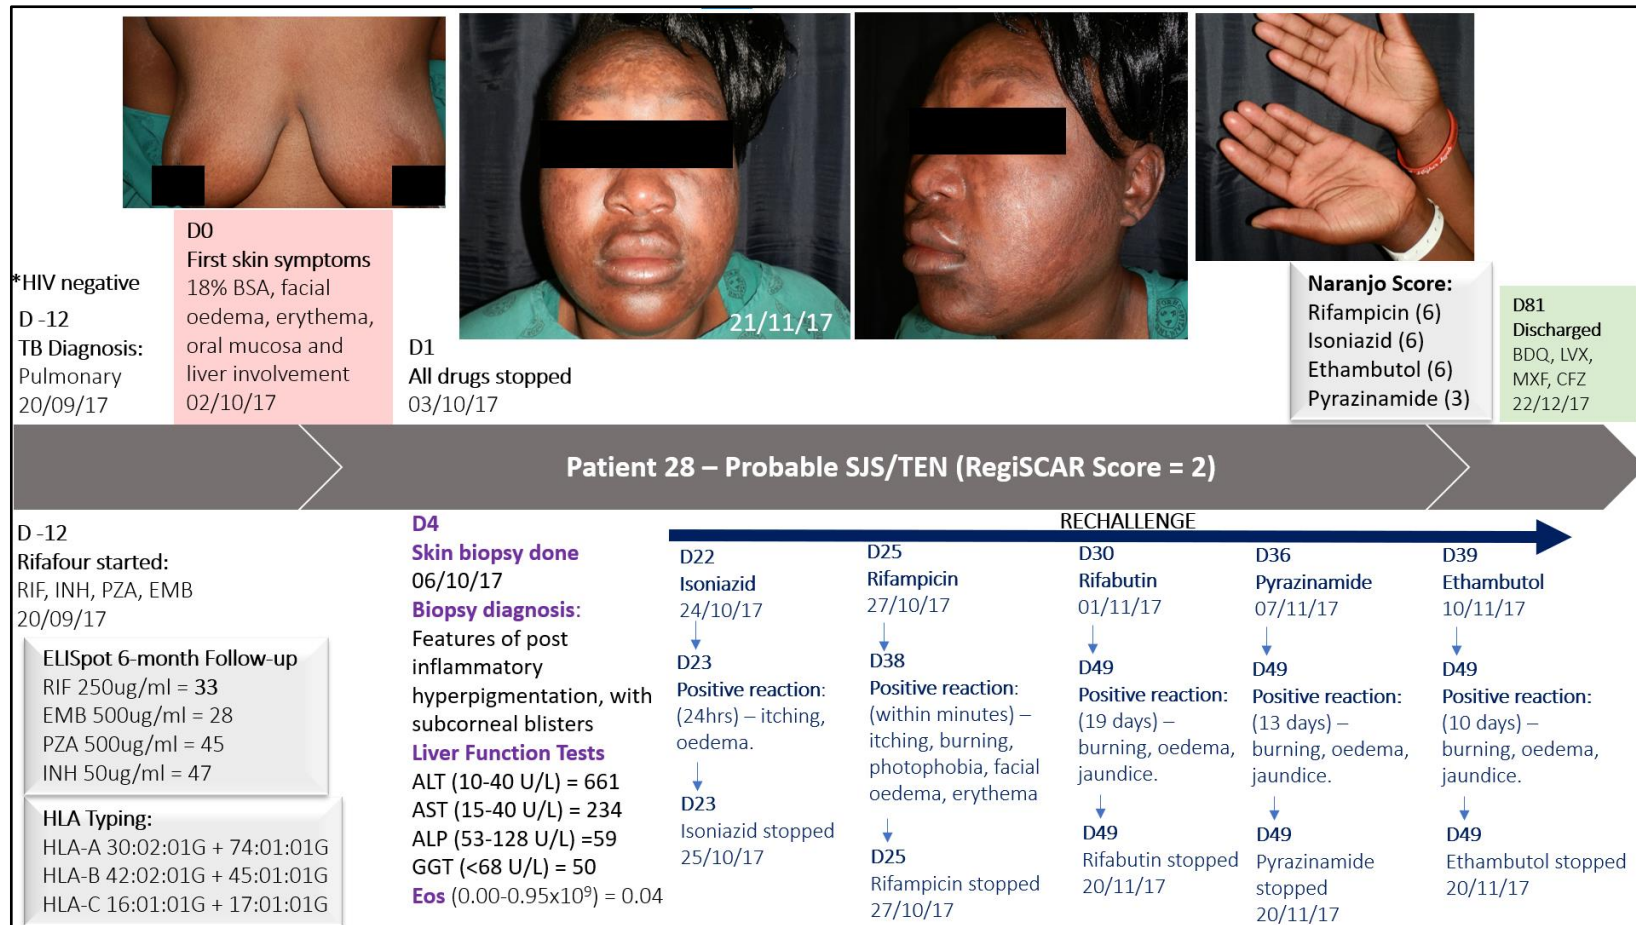 *HIV negative
D -12
TB Diagnosis:
Pulmonary
20/09/17
D0
First skin symptoms
18% BSA, facial
oedema, erythema,
oral mucosa and
liver involvement
02/10/17
D1
All drugs stopped
03/10/17
21/11/17
Naranjo Score:
Rifampicin (6)
Isoniazid (6)
Ethambutol (6)
Pyrazinamide (3)
D81
Discharged
BDQ, LVX,
MXF, CFZ
22/12/17
Patient 28 – Probable SJS/TEN (RegiSCAR Score = 2)
D -12
Rifafour started:
RIF, INH, PZA, EMB
20/09/17
ELISpot 6-month Follow-up
RIF 250ug/ml = 33
EMB 500ug/ml = 28
PZA 500ug/ml = 45
INH 50ug/ml = 47
HLA Typing:
HLA-A 30:02:01G + 74:01:01G
HLA-B 42:02:01G + 45:01:01G
HLA-C 16:01:01G + 17:01:01G
D4
Skin biopsy done
06/10/17
Biopsy diagnosis:
Features of post
inflammatory
hyperpigmentation, with
subcorneal blisters
Liver Function Tests
ALT (10-40 U/L) = 661
AST (15-40 U/L) = 234
ALP (53-128 U/L) =59
GGT (<68 U/L) = 50
Eos (0.00-0.95x10⁹) = 0.04
RECHALLENGE
D22
Isoniazid
24/10/17
D23
Positive reaction:
(24hrs) – itching,
oedema.
D23
Isoniazid stopped
25/10/17
D25
Rifampicin
27/10/17
D38
Positive reaction:
(within minutes) –
itching, burning,
photophobia, facial
oedema, erythema
D25
Rifampicin stopped
27/10/17
D30
Rifabutin
01/11/17
D49
Positive reaction:
(19 days) –
burning, oedema,
jaundice.
D49
Rifabutin stopped
20/11/17
D36
Pyrazinamide
07/11/17
D49
Positive reaction:
(13 days) –
burning, oedema,
jaundice.
D49
Pyrazinamide
stopped
20/11/17
D39
Ethambutol
10/11/17
D49
Positive reaction:
(10 days) –
burning, oedema,
jaundice.
D49
Ethambutol stopped
20/11/17